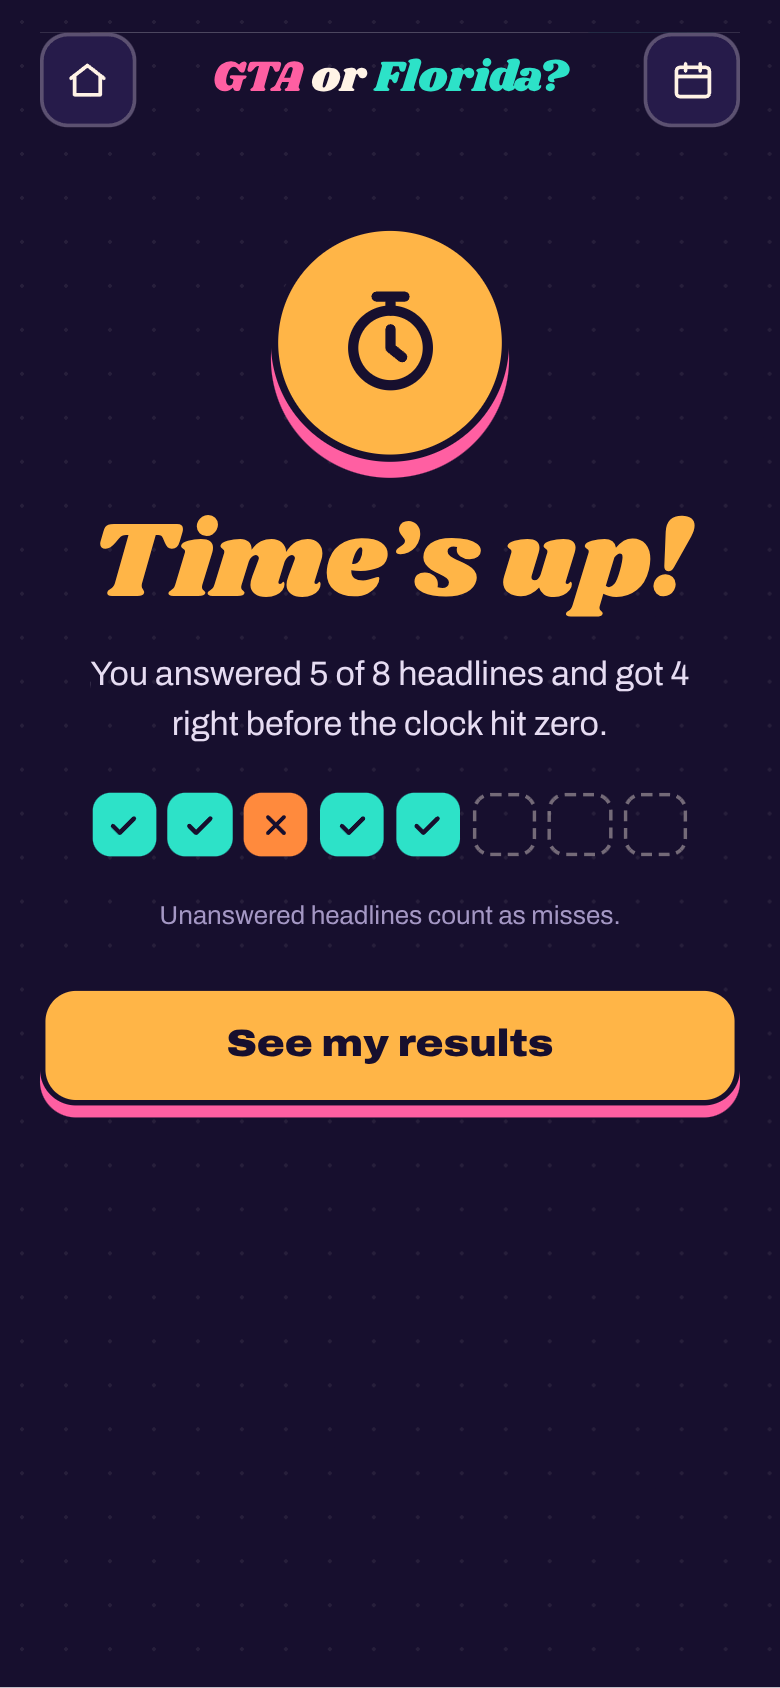 GTA or Florida?
Time’s up!
You answered 5 of 8 headlines and got 4
right before the clock hit zero.
Unanswered headlines count as misses.
See my results